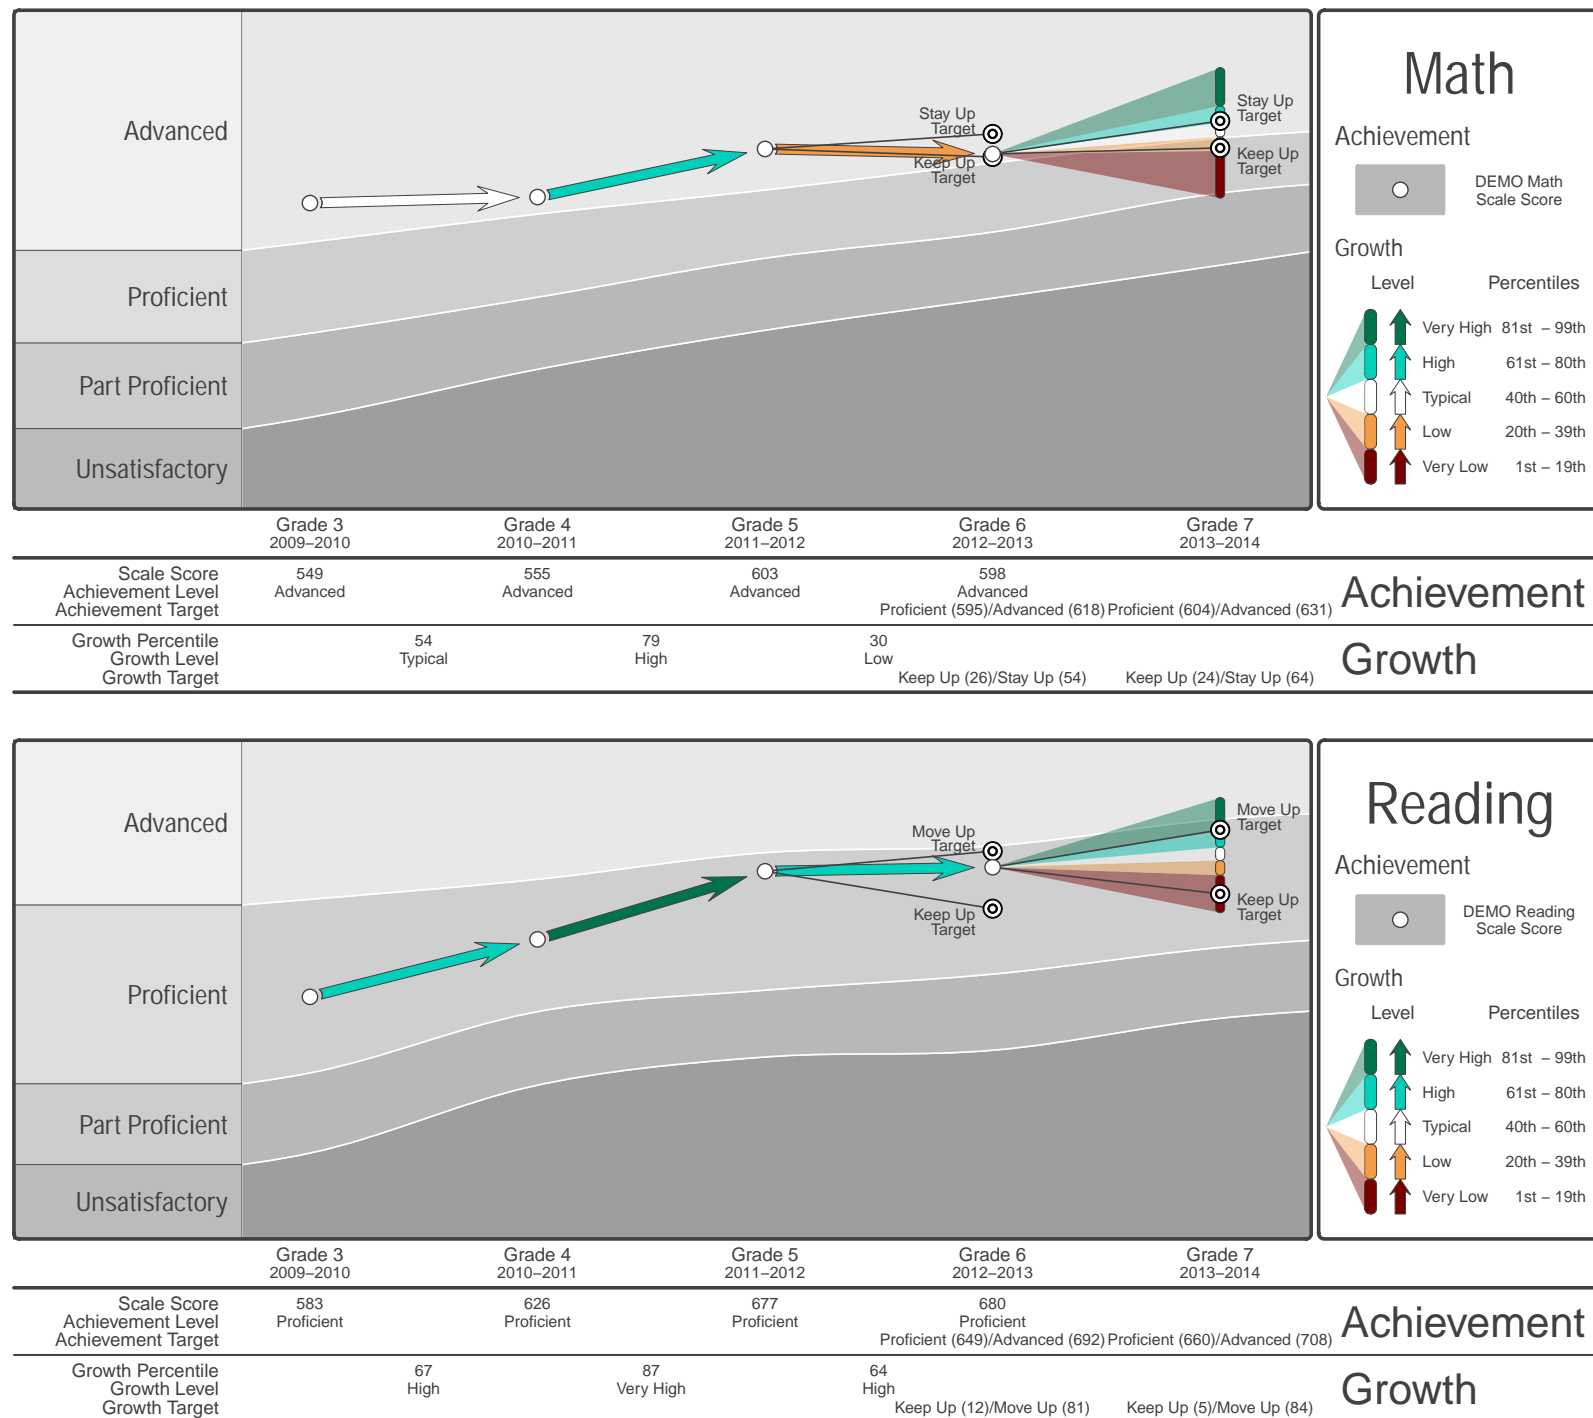 Math
Advanced
Proficient
Part Proficient
Unsatisfactory
Stay Up
Target
Keep Up
Target
Stay Up
Target
Keep Up
Target
Achievement
DEMO Math
Scale Score
Growth
Level Percentiles
Very High 81st – 99th
High 61st – 80th
Typical 40th – 60th
Low 20th – 39th
Very Low 1st – 19th
Grade 3 Grade 4 Grade 5 Grade 6 Grade 7
2009–2010 2010–2011 2011–2012 2012–2013 2013–2014
Scale Score 549 555 603 598
Achievement Level Advanced Advanced Advanced Advanced
Achievement Target Proficient (595)/Advanced (618) Proficient (604)/Advanced (631)
Achievement
Growth Percentile 54 79 30
Growth Level Typical High Low
Growth Target Keep Up (26)/Stay Up (54) Keep Up (24)/Stay Up (64)
Growth
Reading
Advanced
Proficient
Part Proficient
Unsatisfactory
Move Up
Target
Keep Up
Target
Move Up
Target
Keep Up
Target
Achievement
DEMO Reading
Scale Score
Growth
Level Percentiles
Very High 81st – 99th
High 61st – 80th
Typical 40th – 60th
Low 20th – 39th
Very Low 1st – 19th
Grade 3 Grade 4 Grade 5 Grade 6 Grade 7
2009–2010 2010–2011 2011–2012 2012–2013 2013–2014
Scale Score 583 626 677 680
Achievement Level Proficient Proficient Proficient Proficient
Achievement Target Proficient (649)/Advanced (692) Proficient (660)/Advanced (708)
Achievement
Growth Percentile 67 87 64
Growth Level High Very High High
Growth Target Keep Up (12)/Move Up (81) Keep Up (5)/Move Up (84)
Growth